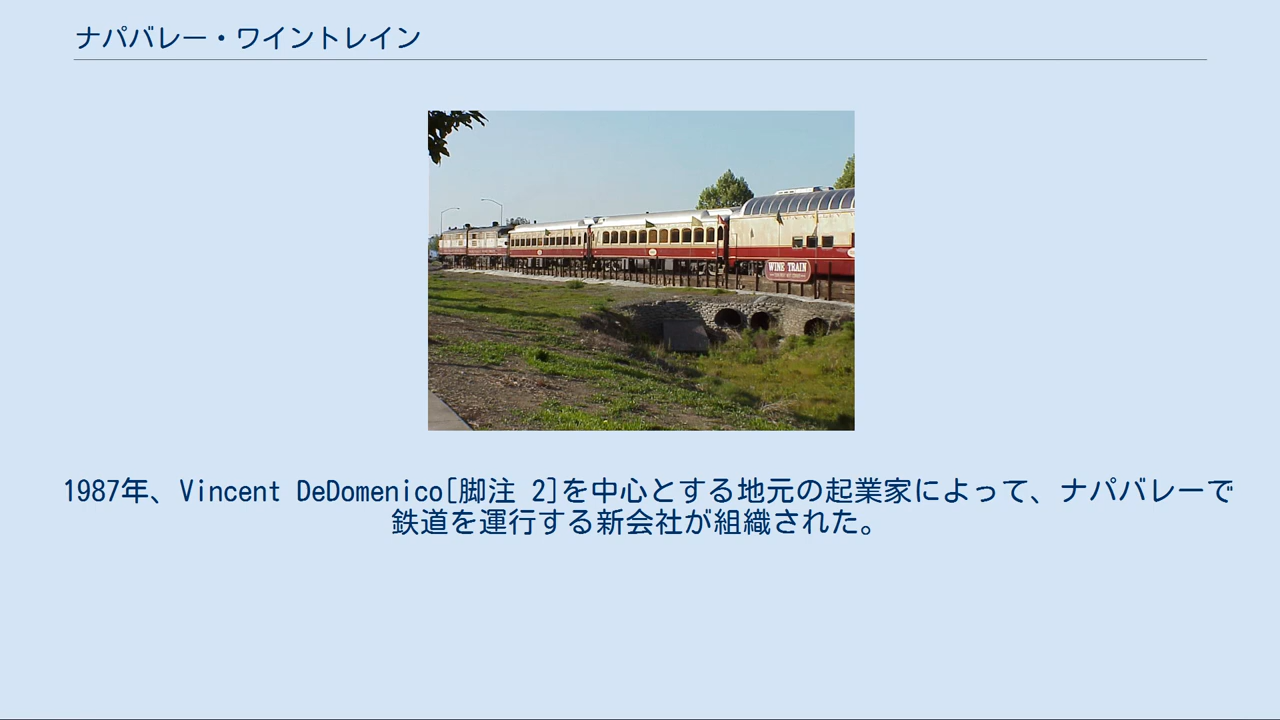 ナパバレー・ワイントレイン
WINE TRAIN
1987年、Vincent DeDomenico[脚注 2]を中心とする地元の起業家によって、ナパバレーで
鉄道を運行する新会社が組織された。